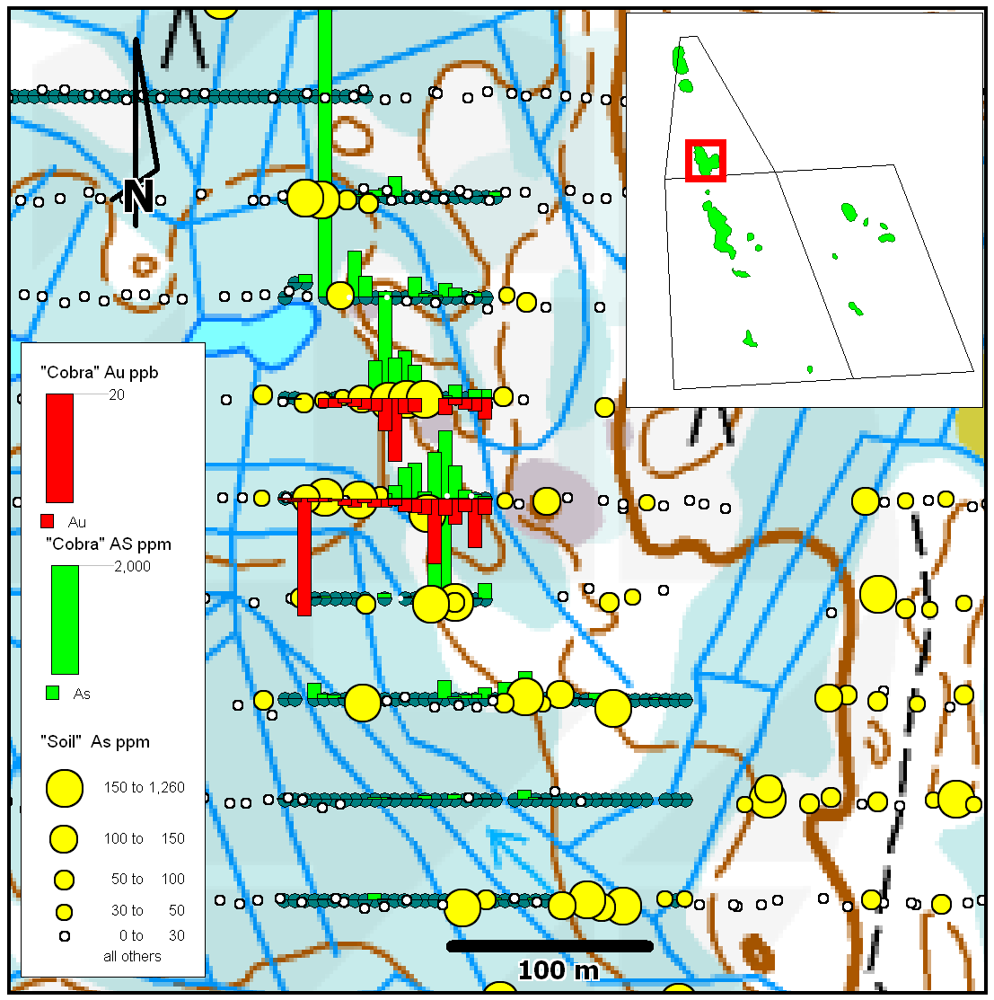 N
"Cobra" Au ppb
20
Au
"Cobra" AS ppm
2,000
As
"Soil" As ppm
150 to 1,260
100 to 150
50 to 100
30 to 50
0 to 30
all others
100 m